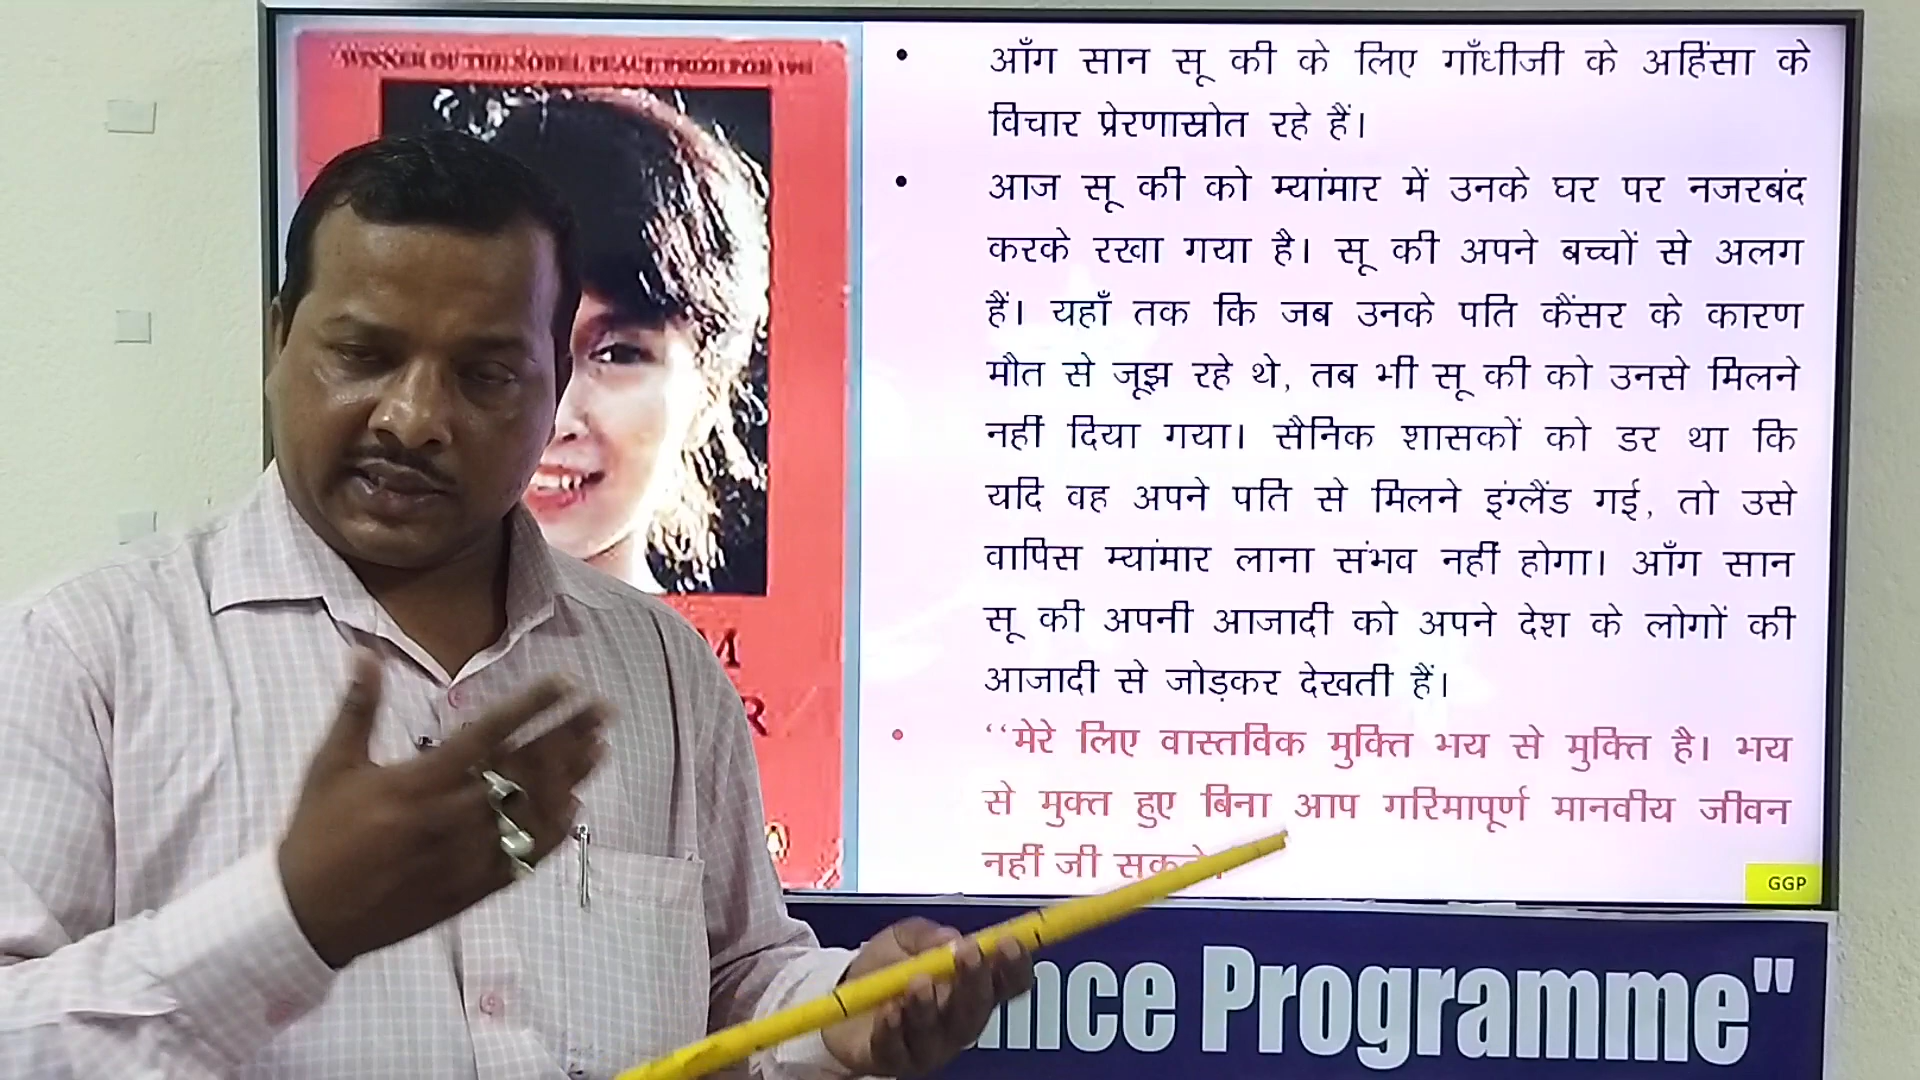 WINNER OF THE NOBEL PEACE PRIZE FOR 1991
M
R
• आँग सान सू की के लिए गाँधीजी के अहिंसा के
विचार प्रेरणास्रोत रहे हैं।
• आज सू की को म्यांमार में उनके घर पर नजरबंद
करके रखा गया है। सू की अपने बच्चों से अलग
हैं। यहाँ तक कि जब उनके पति कैंसर के कारण
मौत से जूझ रहे थे, तब भी सू की को उनसे मिलने
नहीं दिया गया। सैनिक शासकों को डर था कि
यदि वह अपने पति से मिलने इंग्लैंड गई, तो उसे
वापिस म्यांमार लाना संभव नहीं होगा। आँग सान
सू की अपनी आजादी को अपने देश के लोगों की
आजादी से जोड़कर देखती हैं।
• ‘‘मेरे लिए वास्तविक मुक्ति भय से मुक्ति है। भय
से मुक्त हुए बिना आप गरिमापूर्ण मानवीय जीवन
नहीं जी
GGP
nce Programme"